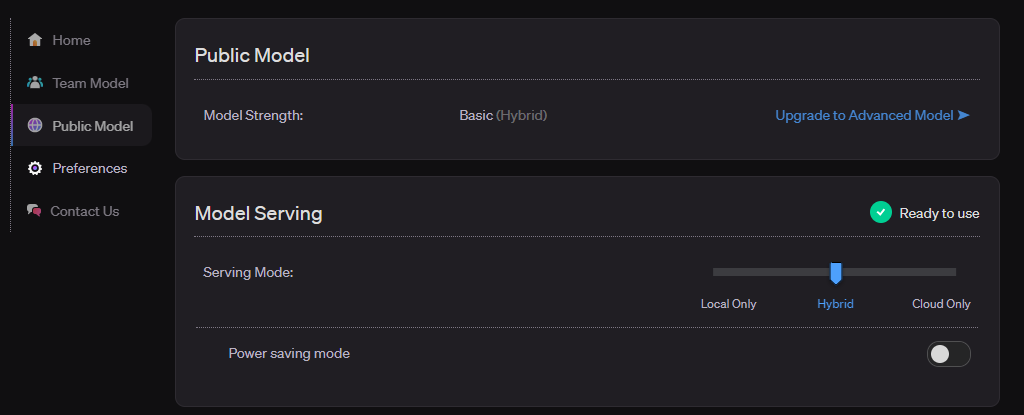 Home
Team Model
Public Model
Preferences
Contact Us
Public Model
Model Strength: Basic (Hybrid) Upgrade to Advanced Model
Model Serving Ready to use
Serving Mode:
Local Only Hybrid Cloud Only
Power saving mode